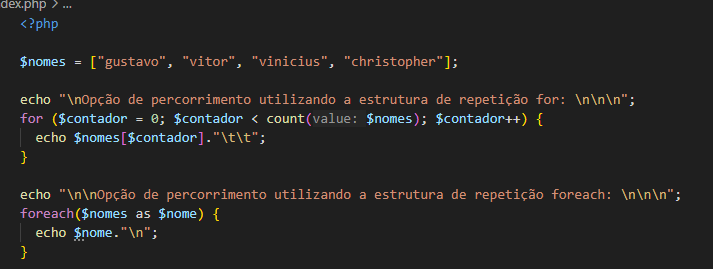 dex.php > ...
<?php
$nomes = ["gustavo", "vitor", "vinicius", "christopher"];
echo "\nOpção de percorrimento utilizando a estrutura de repetição for: \n\n\n";
for ($contador = 0; $contador < count(value: $nomes); $contador++) {
  echo $nomes[$contador]."\t\t";
}
echo "\n\nOpção de percorrimento utilizando a estrutura de repetição foreach: \n\n\n";
foreach($nomes as $nome) {
  echo $nome."\n";
}